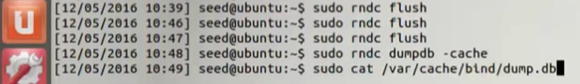 [12/05/2016 10:39] seed@ubuntu:~$ sudo rndc flush
[12/05/2016 10:46] seed@ubuntu:~$ sudo rndc flush
[12/05/2016 10:47] seed@ubuntu:~$ sudo rndc flush
[12/05/2016 10:48] seed@ubuntu:~$ sudo rndc dumpdb -cache
[12/05/2016 10:49] seed@ubuntu:~$ sudo cat /var/cache/bind/dump.db